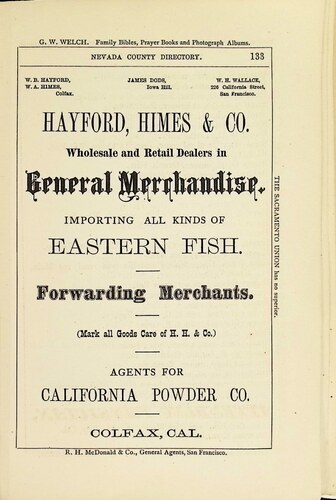 G. W. WELCH. Family Bibles, Prayer Books and Photograph Albums.
NEVADA COUNTY DIRECTORY. 133
W. B. HAYFORD, JAMES DODS, W. H. WALLACE,
W. A. HIMES, Iowa Hill. 226 California Street,
Colfax. San Francisco.
HAYFORD, HIMES & CO.
Wholesale and Retail Dealers in
General Merchandise.
IMPORTING ALL KINDS OF
EASTERN FISH.
Forwarding Merchants.
(Mark all Goods Care of H. H. & Co.)
AGENTS FOR
CALIFORNIA POWDER CO.
COLFAX, CAL.
THE SACRAMENTO UNION has no superior.
R. H. McDonald & Co., General Agents, San Francisco.